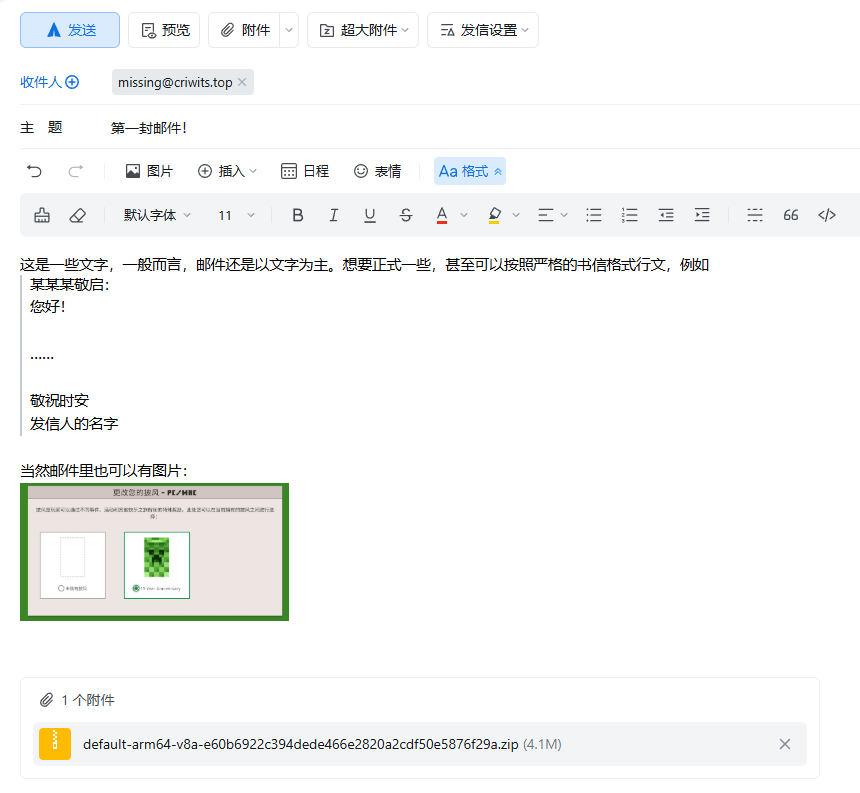 发送 预览 附件 超大附件 发信设置
收件人 missing@criwits.top
主 题 第一封邮件！
图片 插入 日程 表情 Aa 格式
默认字体 11 B I U S A 66 </>
这是一些文字，一般而言，邮件还是以文字为主。想要正式一些，甚至可以按照严格的书信格式行文，例如
某某某敬启：
您好！
......
敬祝时安
发信人的名字
当然邮件里也可以有图片：
更改您的披风 - PC/MAC
15 Year Anniversary
1 个附件
default-arm64-v8a-e60b6922c394dede466e2820a2cdf50e5876f29a.zip (4.1M)